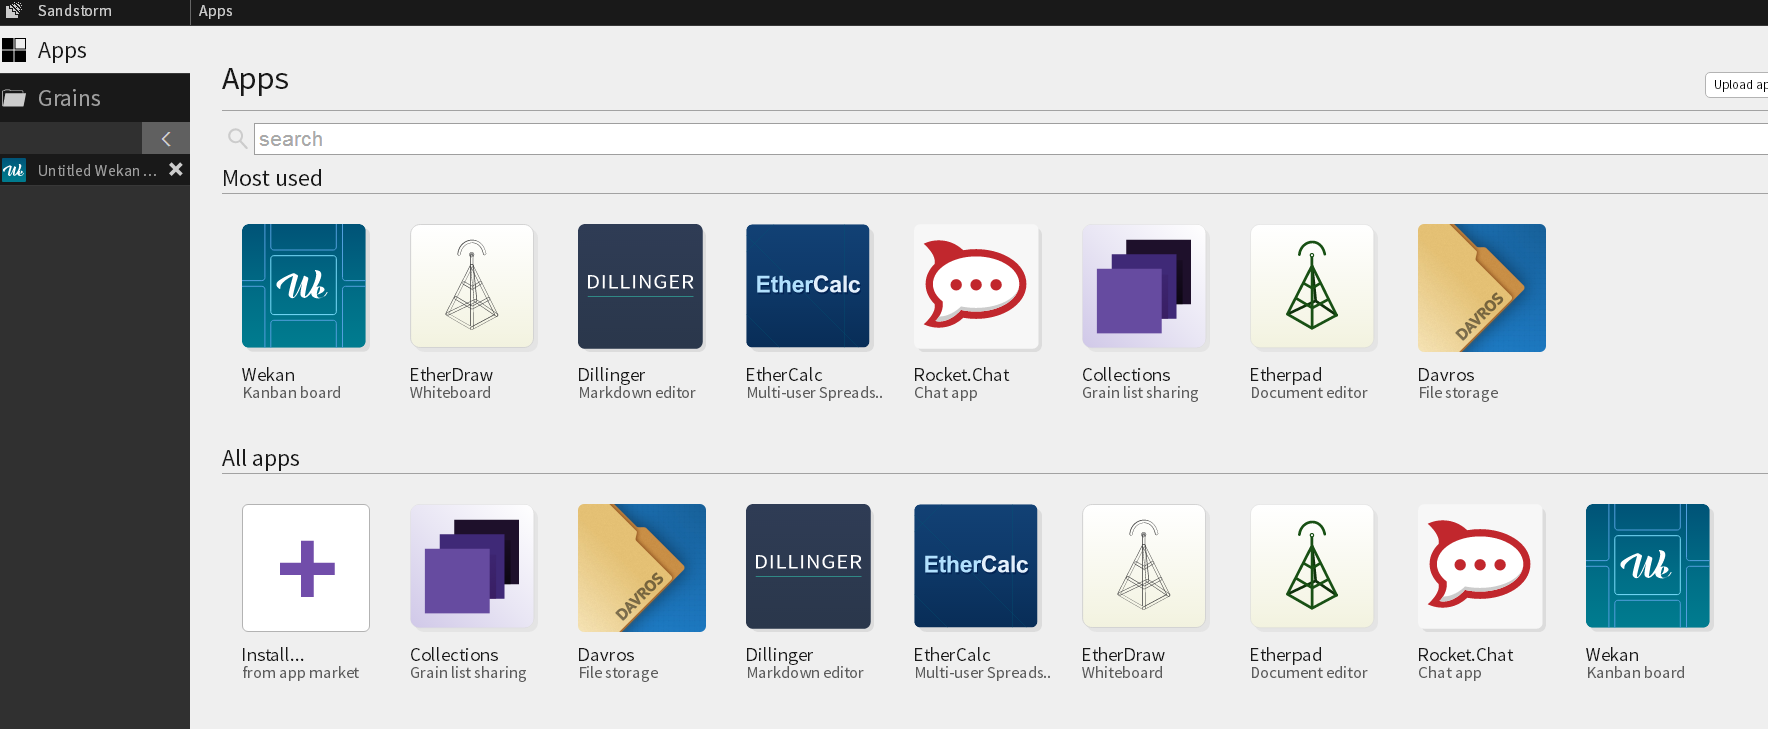 Sandstorm
Apps
Apps
Grains
Untitled Wekan ...
Apps
Upload ap
search
Most used
We
DILLINGER
EtherCalc
DAVROS
Wekan
Kanban board
EtherDraw
Whiteboard
Dillinger
Markdown editor
EtherCalc
Multi-user Spreads..
Rocket.Chat
Chat app
Collections
Grain list sharing
Etherpad
Document editor
Davros
File storage
All apps
DAVROS
DILLINGER
EtherCalc
We
Install...
from app market
Collections
Grain list sharing
Davros
File storage
Dillinger
Markdown editor
EtherCalc
Multi-user Spreads..
EtherDraw
Whiteboard
Etherpad
Document editor
Rocket.Chat
Chat app
Wekan
Kanban board